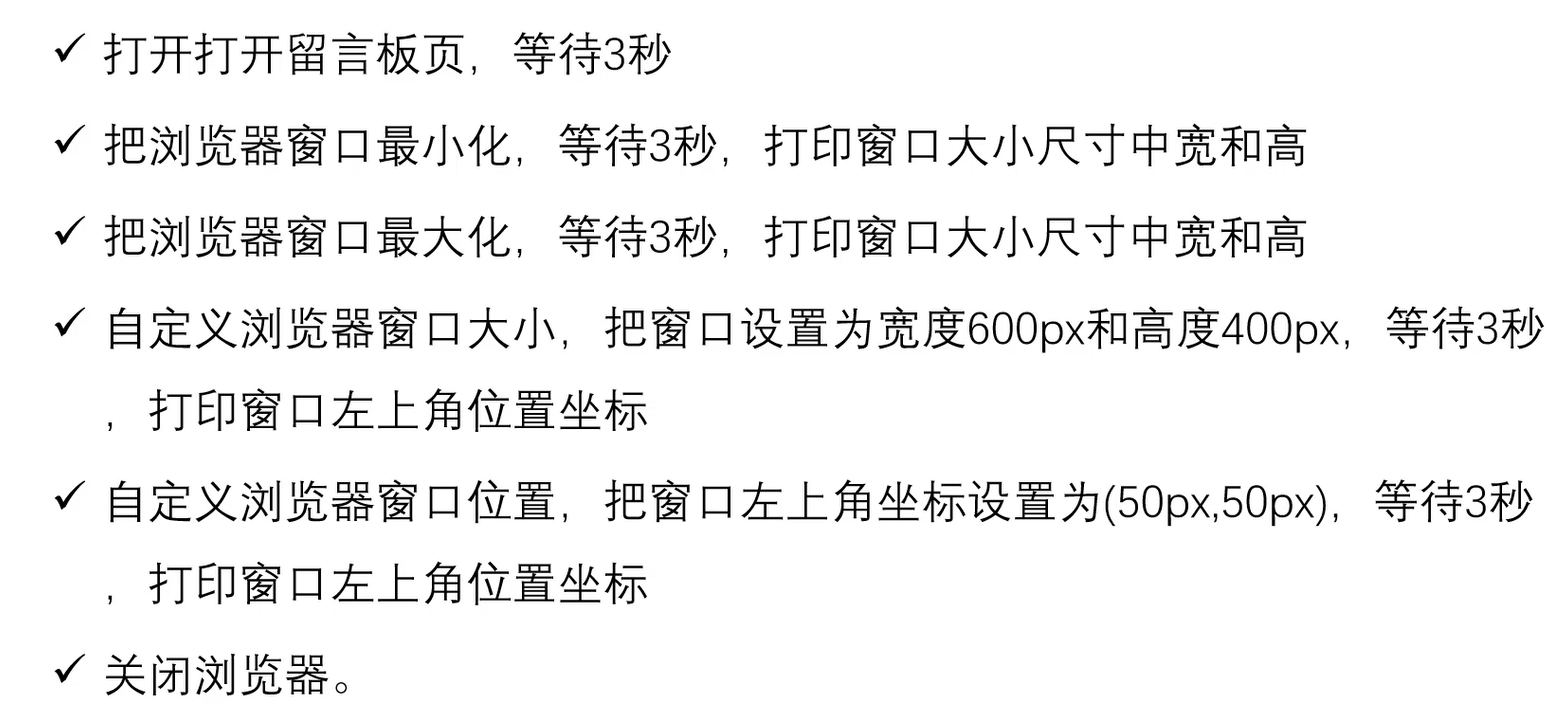 ✓ 打开打开留言板页，等待3秒
✓ 把浏览器窗口最小化，等待3秒，打印窗口大小尺寸中宽和高
✓ 把浏览器窗口最大化，等待3秒，打印窗口大小尺寸中宽和高
✓ 自定义浏览器窗口大小，把窗口设置为宽度600px和高度400px，等待3秒
，打印窗口左上角位置坐标
✓ 自定义浏览器窗口位置，把窗口左上角坐标设置为(50px,50px)，等待3秒
，打印窗口左上角位置坐标
✓ 关闭浏览器。